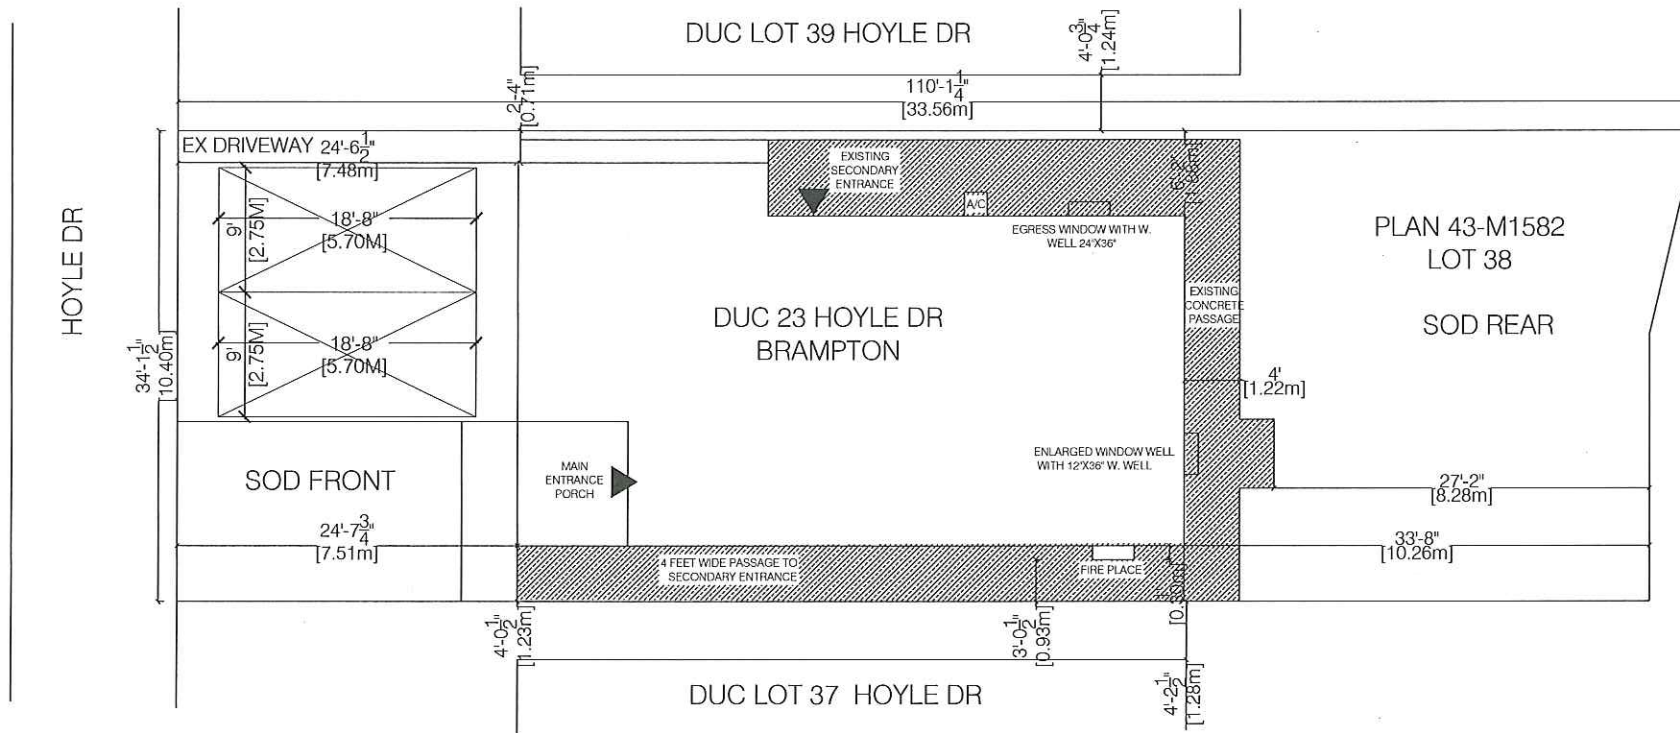 DUC LOT 39 HOYLE DR
4'-0 3/4"
[1.24m]
2'-4"
[0.71m]
110'-1 1/4"
[33.56m]
EX DRIVEWAY
24'-6 1/2"
[7.48m]
EXISTING
SECONDARY
ENTRANCE
A/C
EGRESS WINDOW WITH W.
WELL 24"X36"
6'-2"
HOYLE DR
9'
[2.75M]
18'-8"
[5.70M]
9'
[2.75M]
18'-8"
[5.70M]
34'-1 1/2"
10.40m]
DUC 23 HOYLE DR
BRAMPTON
EXISTING
CONCRETE
PASSAGE
PLAN 43-M1582
LOT 38
SOD REAR
4'
[1.22m]
SOD FRONT
MAIN
ENTRANCE
PORCH
ENLARGED WINDOW WELL
WITH 12"X36" W. WELL
27'-2"
[8.28m]
24'-7 3/4"
[7.51m]
33'-8"
[10.26m]
4 FEET WIDE PASSAGE TO
SECONDARY ENTRANCE
FIRE PLACE
[0.30m]
4'-0 1/2"
[1.23m]
3'-0 1/2"
[0.93m]
4'-2 1/2"
[1.28m]
DUC LOT 37 HOYLE DR